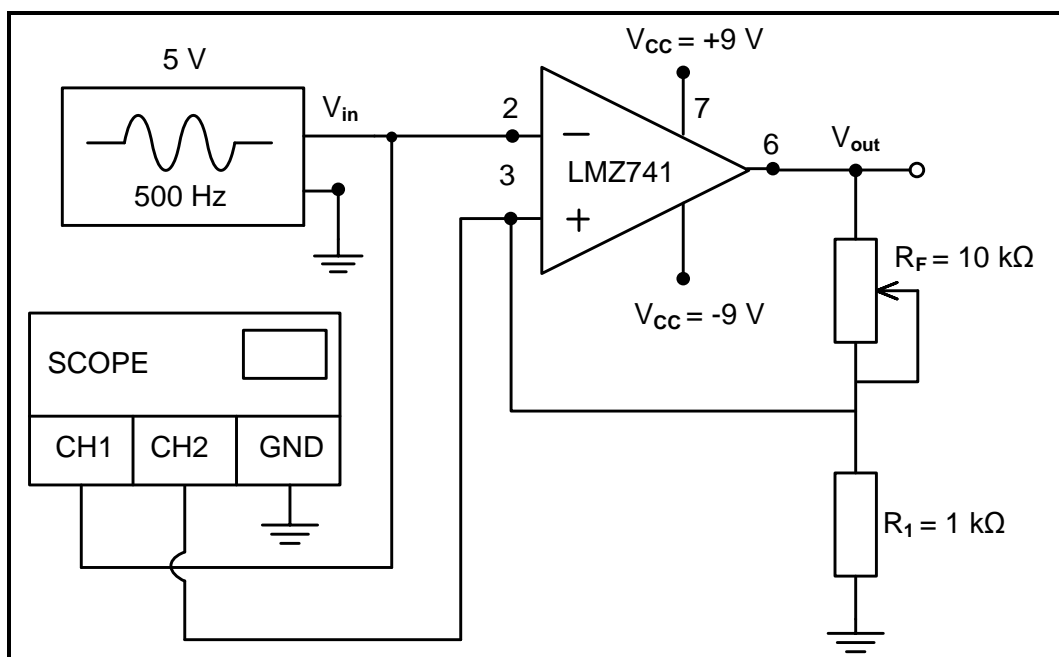 5 V
V_in
500 Hz
V_CC = +9 V
7
2
3
−
+
LMZ741
6
V_out
V_CC = -9 V
R_F = 10 kΩ
SCOPE
CH1
CH2
GND
R_1 = 1 kΩ